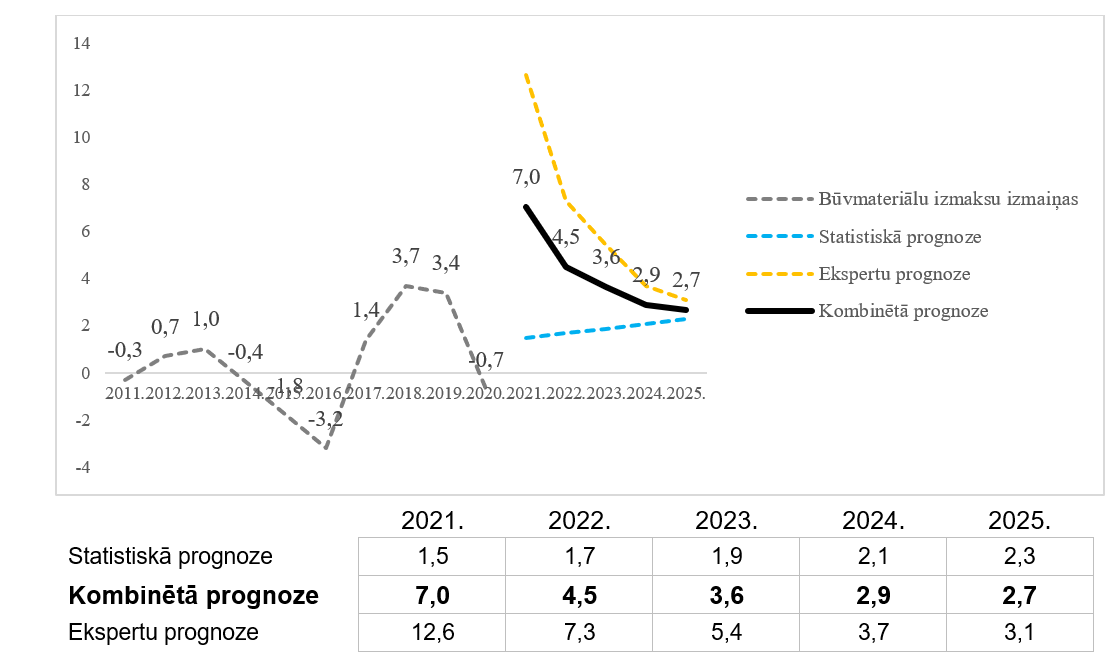 14
12
10
8
6
4
2
0
-2
-4
-0,3
0,7
1,0
-0,4
-1,8
-3,2
1,4
3,7
3,4
-0,7
7,0
4,5
3,6
2,9
2,7
2011. 2012. 2013. 2014. 2015. 2016. 2017. 2018. 2019. 2020. 2021. 2022. 2023. 2024. 2025.
Būvmateriālu izmaksu izmaiņas
Statistiskā prognoze
Ekspertu prognoze
Kombinētā prognoze
2021. 2022. 2023. 2024. 2025.
Statistiskā prognoze 1,5 1,7 1,9 2,1 2,3
Kombinētā prognoze 7,0 4,5 3,6 2,9 2,7
Ekspertu prognoze 12,6 7,3 5,4 3,7 3,1